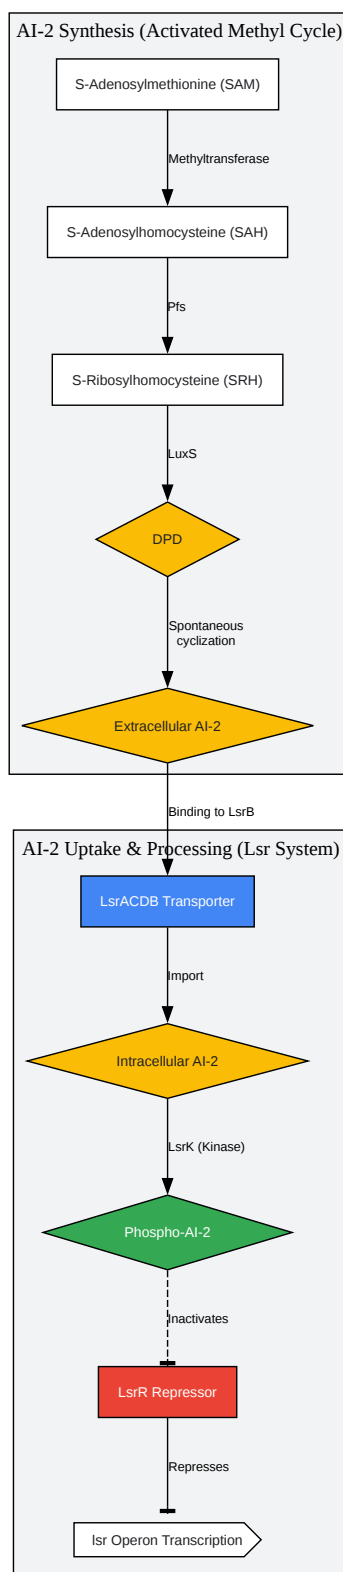 AI-2 Synthesis (Activated Methyl Cycle)
S-Adenosylmethionine (SAM)
Methyltransferase
S-Adenosylhomocysteine (SAH)
Pfs
S-Ribosylhomocysteine (SRH)
LuxS
DPD
Spontaneous
cyclization
Extracellular AI-2
Binding to LsrB
AI-2 Uptake & Processing (Lsr System)
LsrACDB Transporter
Import
Intracellular AI-2
LsrK (Kinase)
Phospho-AI-2
Inactivates
LsrR Repressor
Represses
lsr Operon Transcription